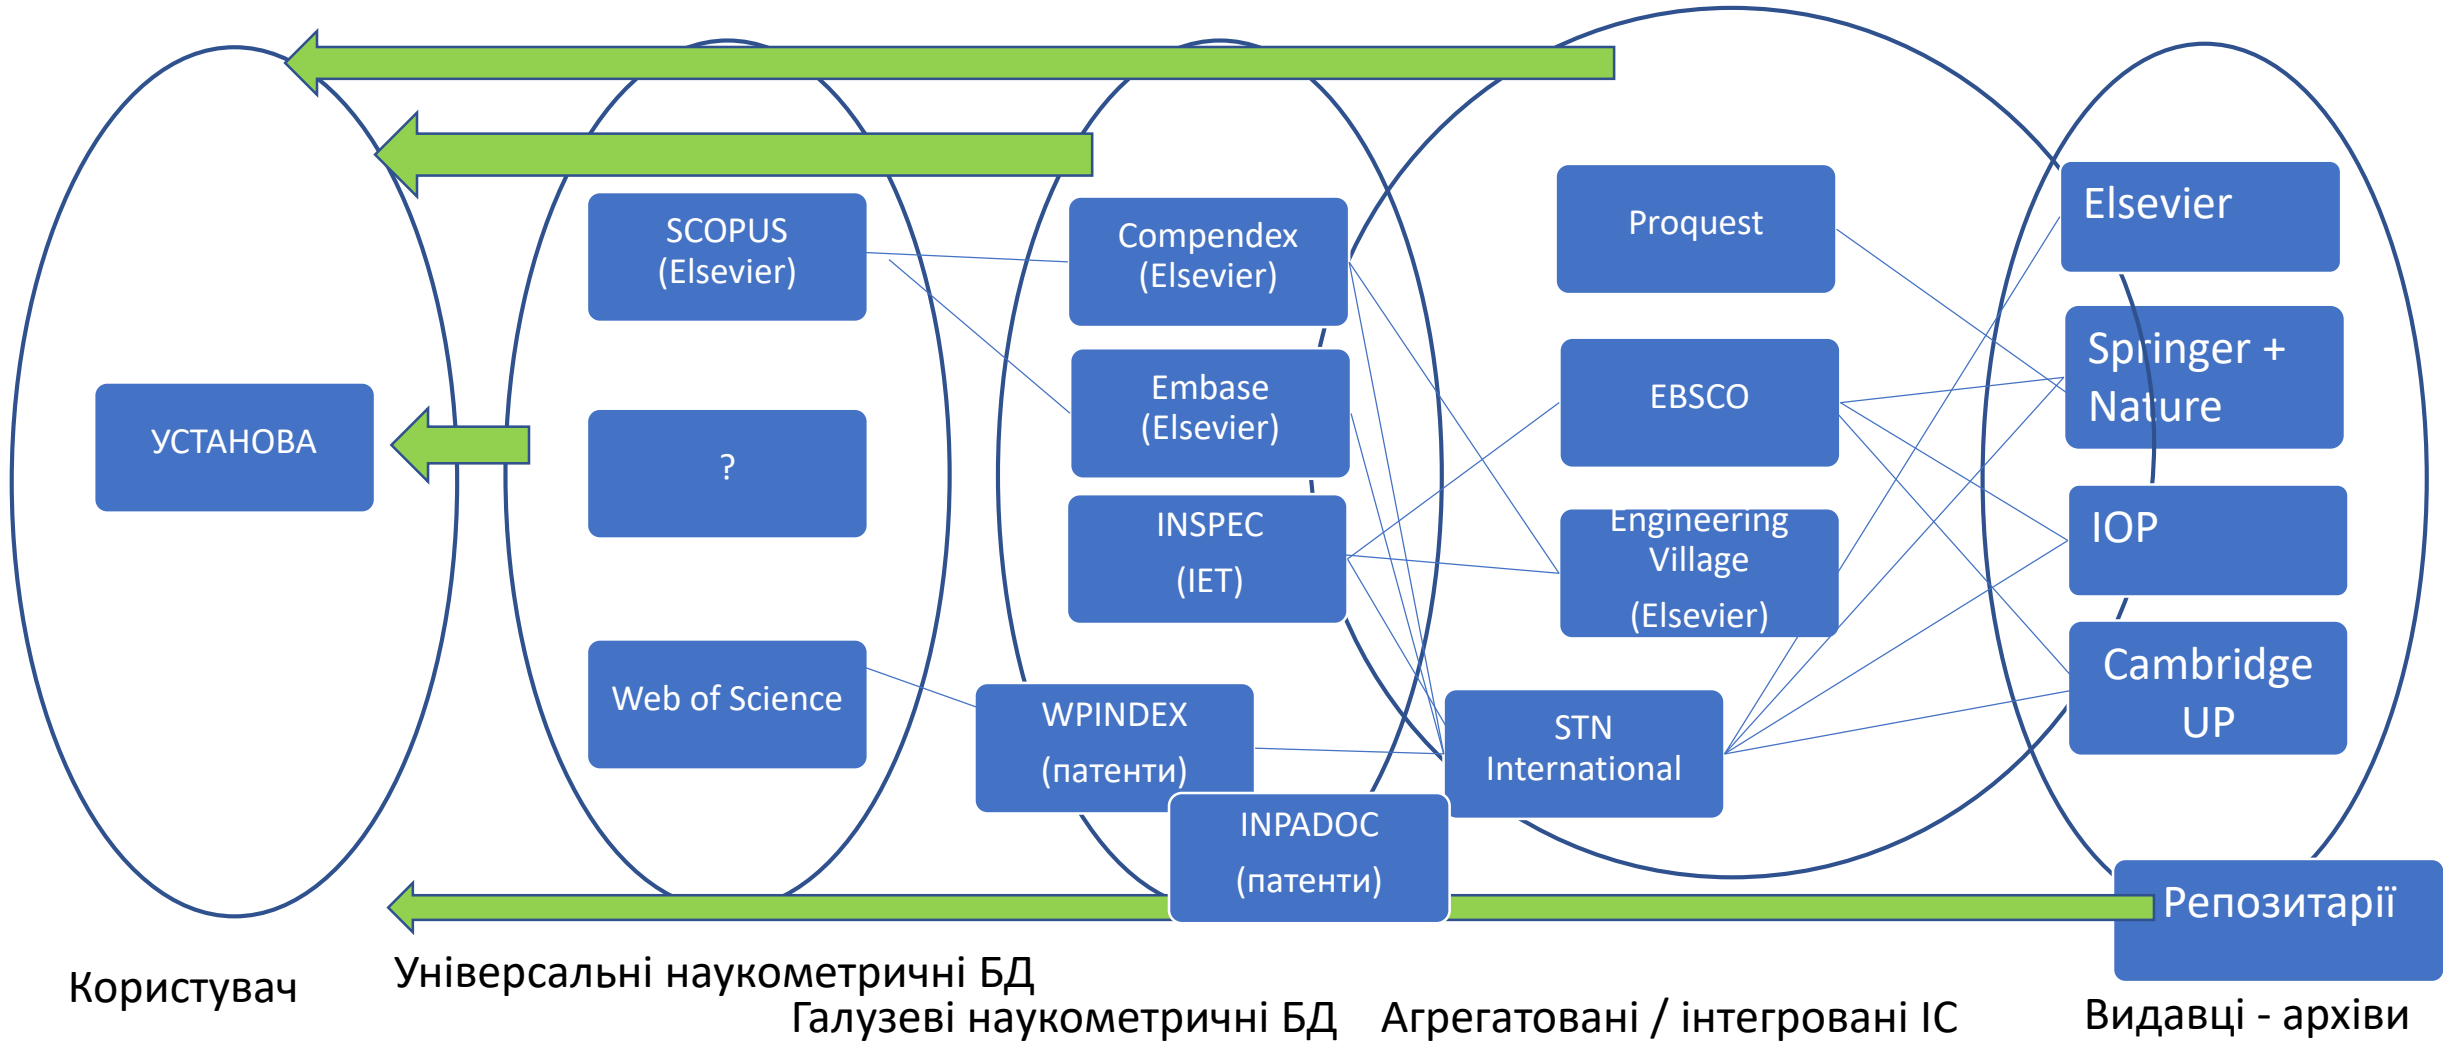 УСТАНОВА
SCOPUS
(Elsevier)
?
Web of Science
Compendex
(Elsevier)
Embase
(Elsevier)
INSPEC
(IET)
WPINDEX
(патенти)
INPADOC
(патенти)
Proquest
EBSCO
Engineering
Village
(Elsevier)
STN
International
Elsevier
Springer +
Nature
IOP
Cambridge
UP
Репозитарії
Користувач
Універсальні наукометричні БД
Галузеві наукометричні БД
Агрегатовані / інтегровані ІС
Видавці - архіви